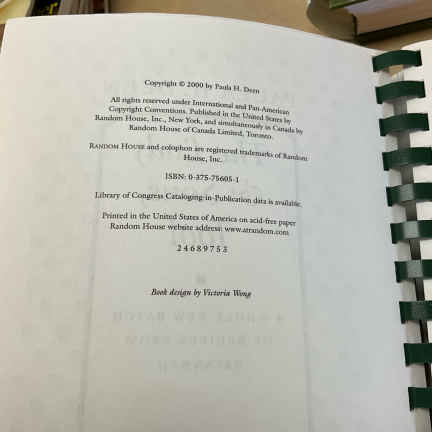 Copyright © 2000 by Paula H. Deen
All rights reserved under International and Pan-American
Copyright Conventions. Published in the United States by
Random House, Inc., New York, and simultaneously in Canada by
Random House of Canada Limited, Toronto.
RANDOM HOUSE and colophon are registered trademarks of Random
House, Inc.
ISBN: 0-375-75605-1
Library of Congress Cataloging-in-Publication data is available.
Printed in the United States of America on acid-free paper
Random House website address: www.atrandom.com
2 4 6 8 9 7 5 3
Book design by Victoria Wong